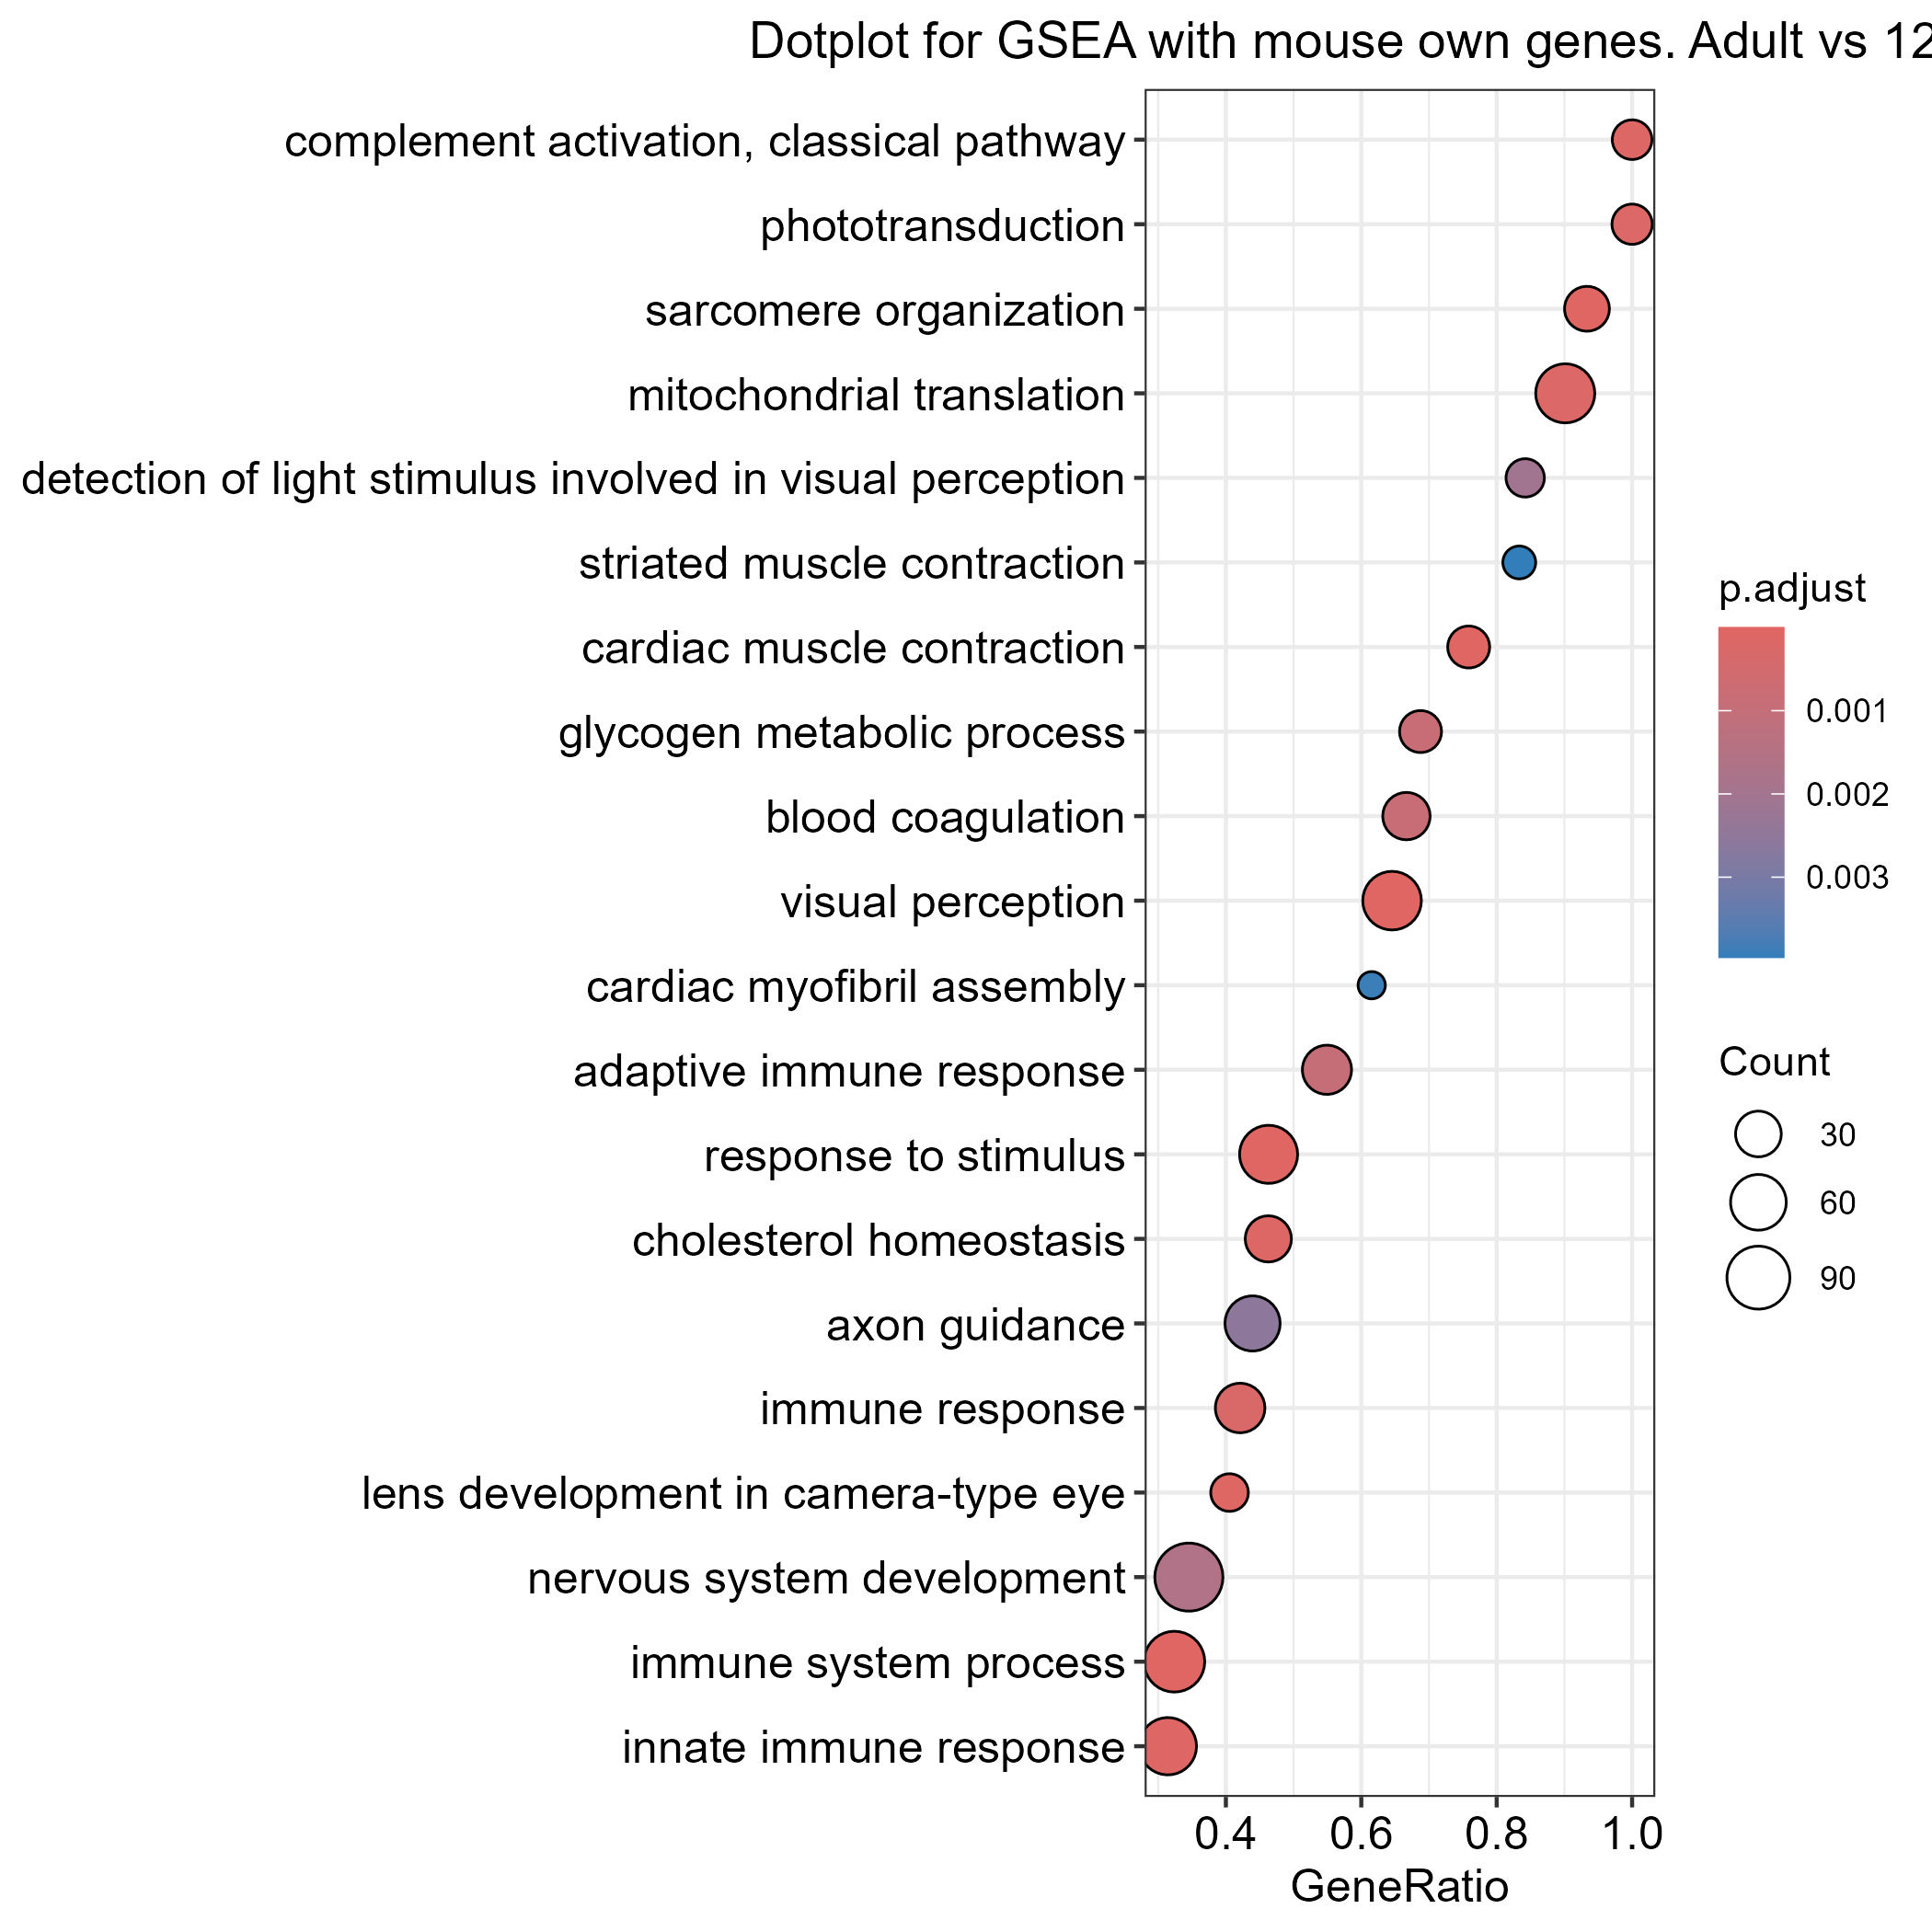 Dotplot for GSEA with mouse own genes. Adult vs 12
complement activation, classical pathway
phototransduction
sarcomere organization
mitochondrial translation
detection of light stimulus involved in visual perception
striated muscle contraction
cardiac muscle contraction
glycogen metabolic process
blood coagulation
visual perception
cardiac myofibril assembly
adaptive immune response
response to stimulus
cholesterol homeostasis
axon guidance
immune response
lens development in camera-type eye
nervous system development
immune system process
innate immune response
0.4 0.6 0.8 1.0
GeneRatio
p.adjust
0.001
0.002
0.003
Count
30
60
90